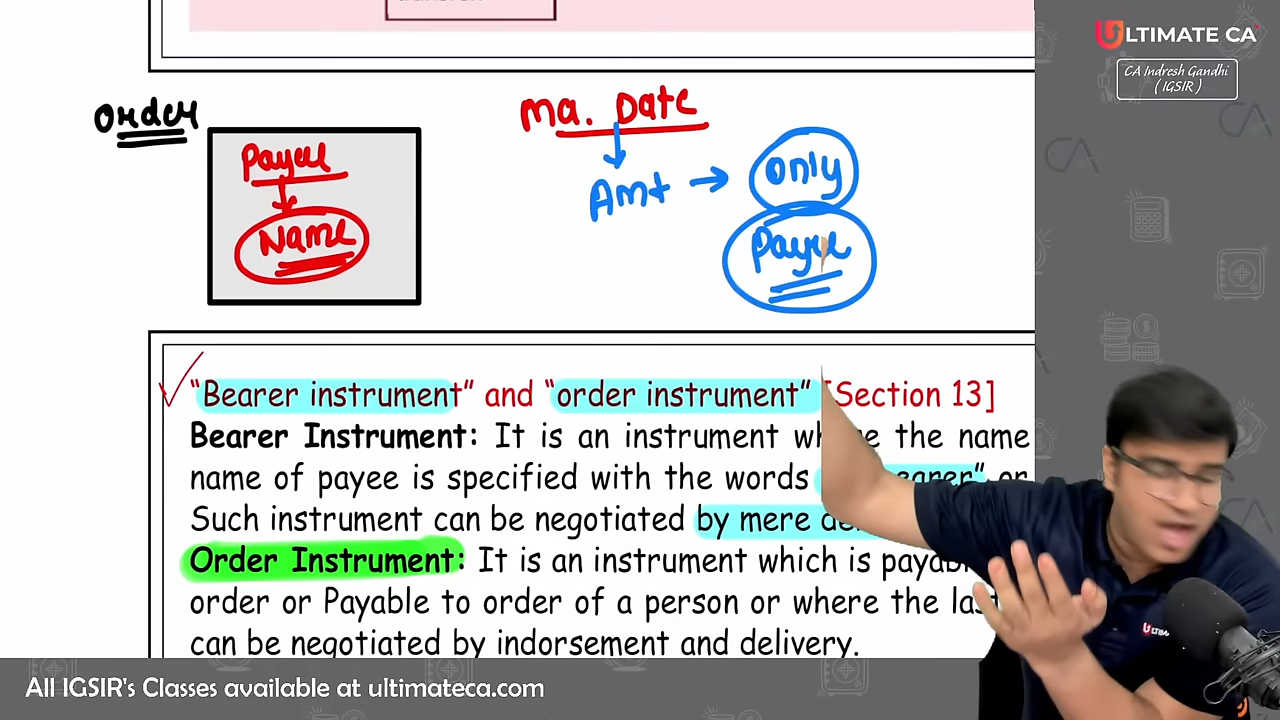 ULTIMATE CA
CA Indresh Gandhi
( IGSIR )
Order
Payee
Name
Ma. Date
Amt → only
Payee
"Bearer instrument" and "order instrument" [Section 13]
Bearer Instrument: It is an instrument where the name
name of payee is specified with the words bearer" or
Such instrument can be negotiated by mere
Order Instrument: It is an instrument which is
order or Payable to order of a person or where the
can be negotiated by indorsement and delivery.
All IGSIR's Classes available at ultimateca.com